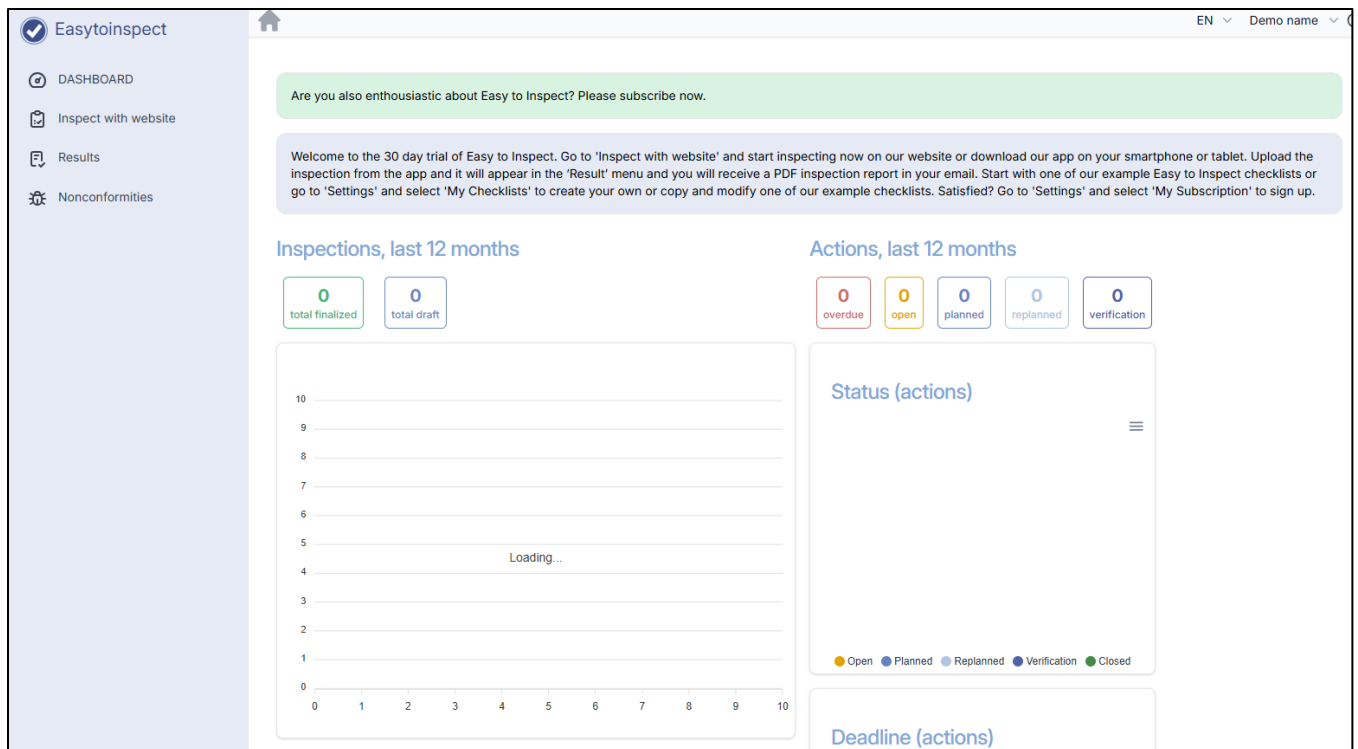 Easytoinspect
EN
Demo name
DASHBOARD
Inspect with website
Results
Nonconformities
Are you also enthousiastic about Easy to Inspect? Please subscribe now.
Welcome to the 30 day trial of Easy to Inspect. Go to 'Inspect with website' and start inspecting now on our website or download our app on your smartphone or tablet. Upload the
inspection from the app and it will appear in the ‘Result’ menu and you will receive a PDF inspection report in your email. Start with one of our example Easy to Inspect checklists or
go to 'Settings' and select 'My Checklists' to create your own or copy and modify one of our example checklists. Satisfied? Go to 'Settings' and select 'My Subscription' to sign up.
Inspections, last 12 months
0
total finalized
0
total draft
10
9
8
7
6
5
4
3
2
1
0
Loading...
0 1 2 3 4 5 6 7 8 9 10
Actions, last 12 months
0
overdue
0
open
0
planned
0
replanned
0
verification
Status (actions)
Open Planned Replanned Verification Closed
Deadline (actions)